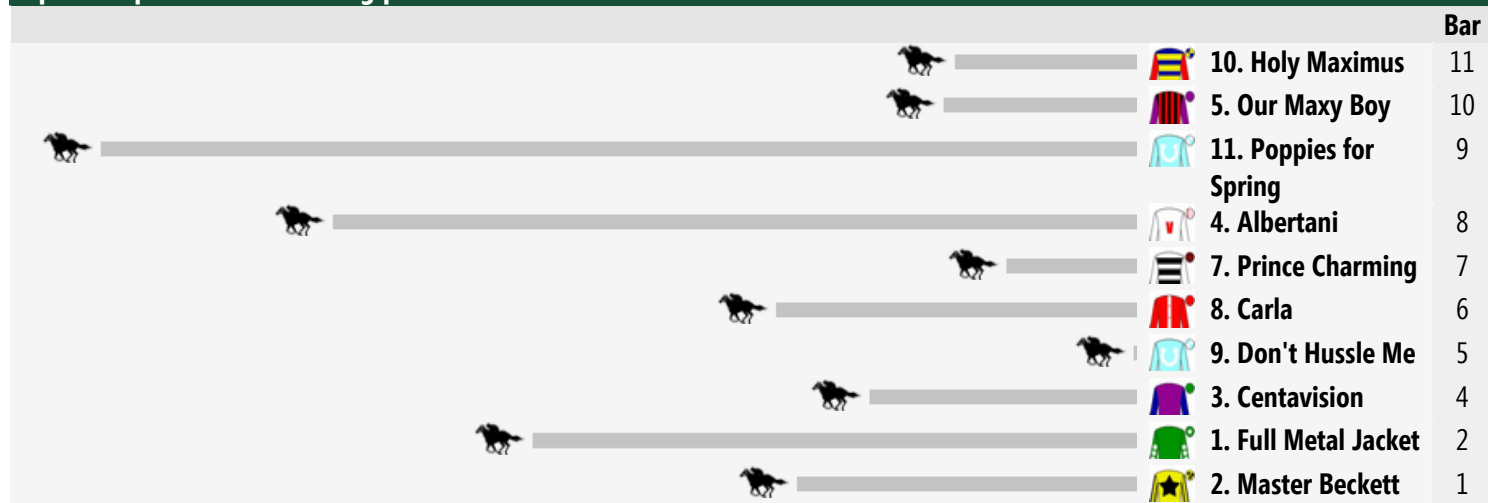 Bar
10. Holy Maximus 11
5. Our Maxy Boy 10
11. Poppies for 9
Spring
4. Albertani 8
7. Prince Charming 7
8. Carla 6
9. Don't Hussle Me 5
3. Centavision 4
1. Full Metal Jacket 2
2. Master Beckett 1